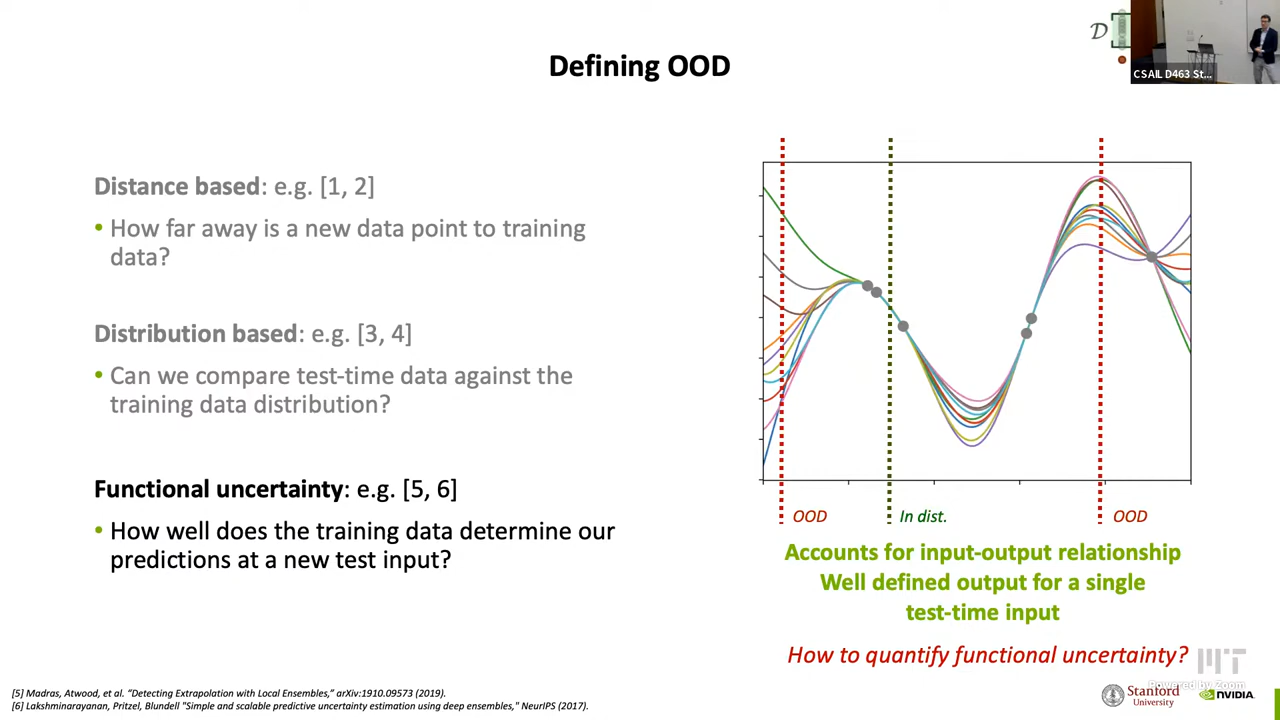 𝒟
CSAIL D463 St...
Defining OOD
Distance based: e.g. [1, 2]
• How far away is a new data point to training
data?
Distribution based: e.g. [3, 4]
• Can we compare test-time data against the
training data distribution?
Functional uncertainty: e.g. [5, 6]
• How well does the training data determine our
predictions at a new test input?
OOD
In dist.
OOD
Accounts for input-output relationship
Well defined output for a single
test-time input
How to quantify functional uncertainty?
MIT
Powered by Zoom
[5] Madras, Atwood, et al. "Detecting Extrapolation with Local Ensembles," arXiv:1910.09573 (2019).
[6] Lakshminarayanan, Pritzel, Blundell "Simple and scalable predictive uncertainty estimation using deep ensembles," NeurIPS (2017).
Stanford
University
NVIDIA.